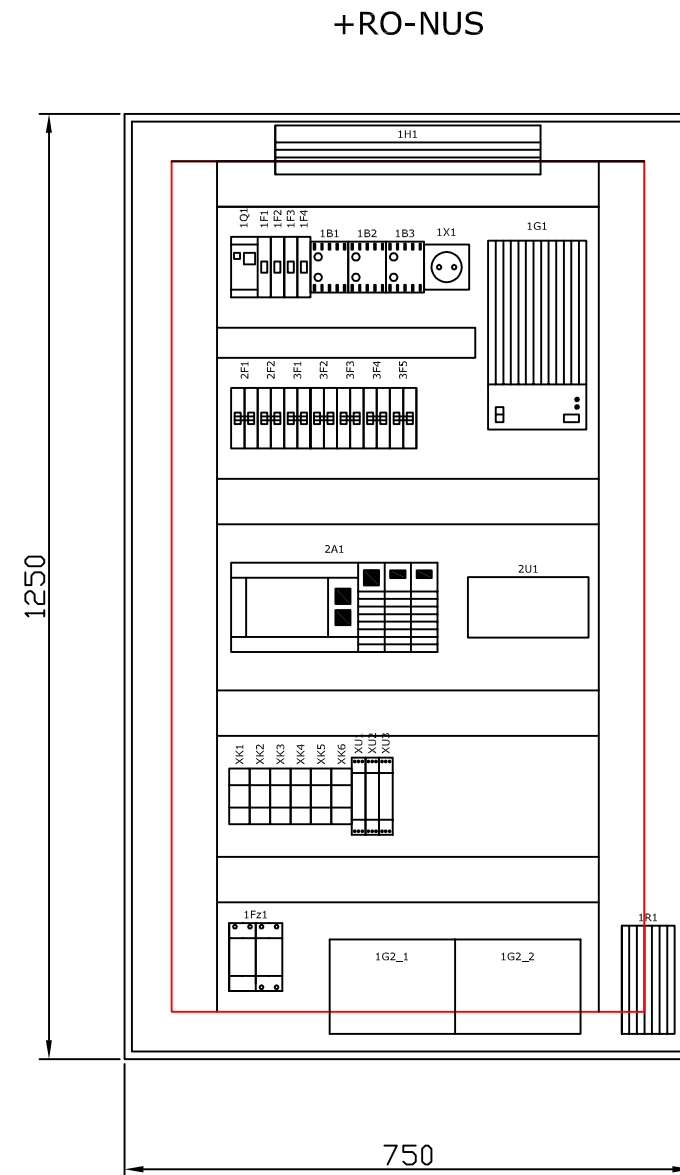 +RO-NUS
1H1
1Q1 1F1 1F2 1F3 1F4 1B1 1B2 1B3 1X1 1G1
2F1 2F2 3F1 3F2 3F3 3F4 3F5
2A1
2U1
1250
XK1 XK2 XK3 XK4 XK5 XK6 XU1 XU2 XU3
1Fz1 1R1
1G2_1 1G2_2
750